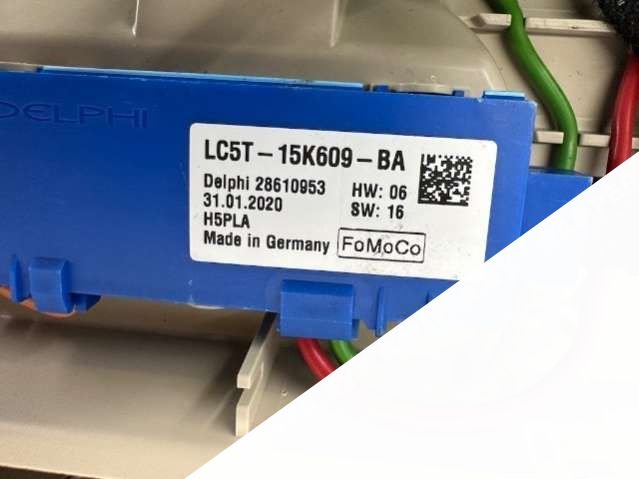 DELPHI
LC5T-15K609-BA
Delphi 28610953
HW: 06
31.01.2020
SW: 16
H5PLA
Made in Germany
FoMoCo